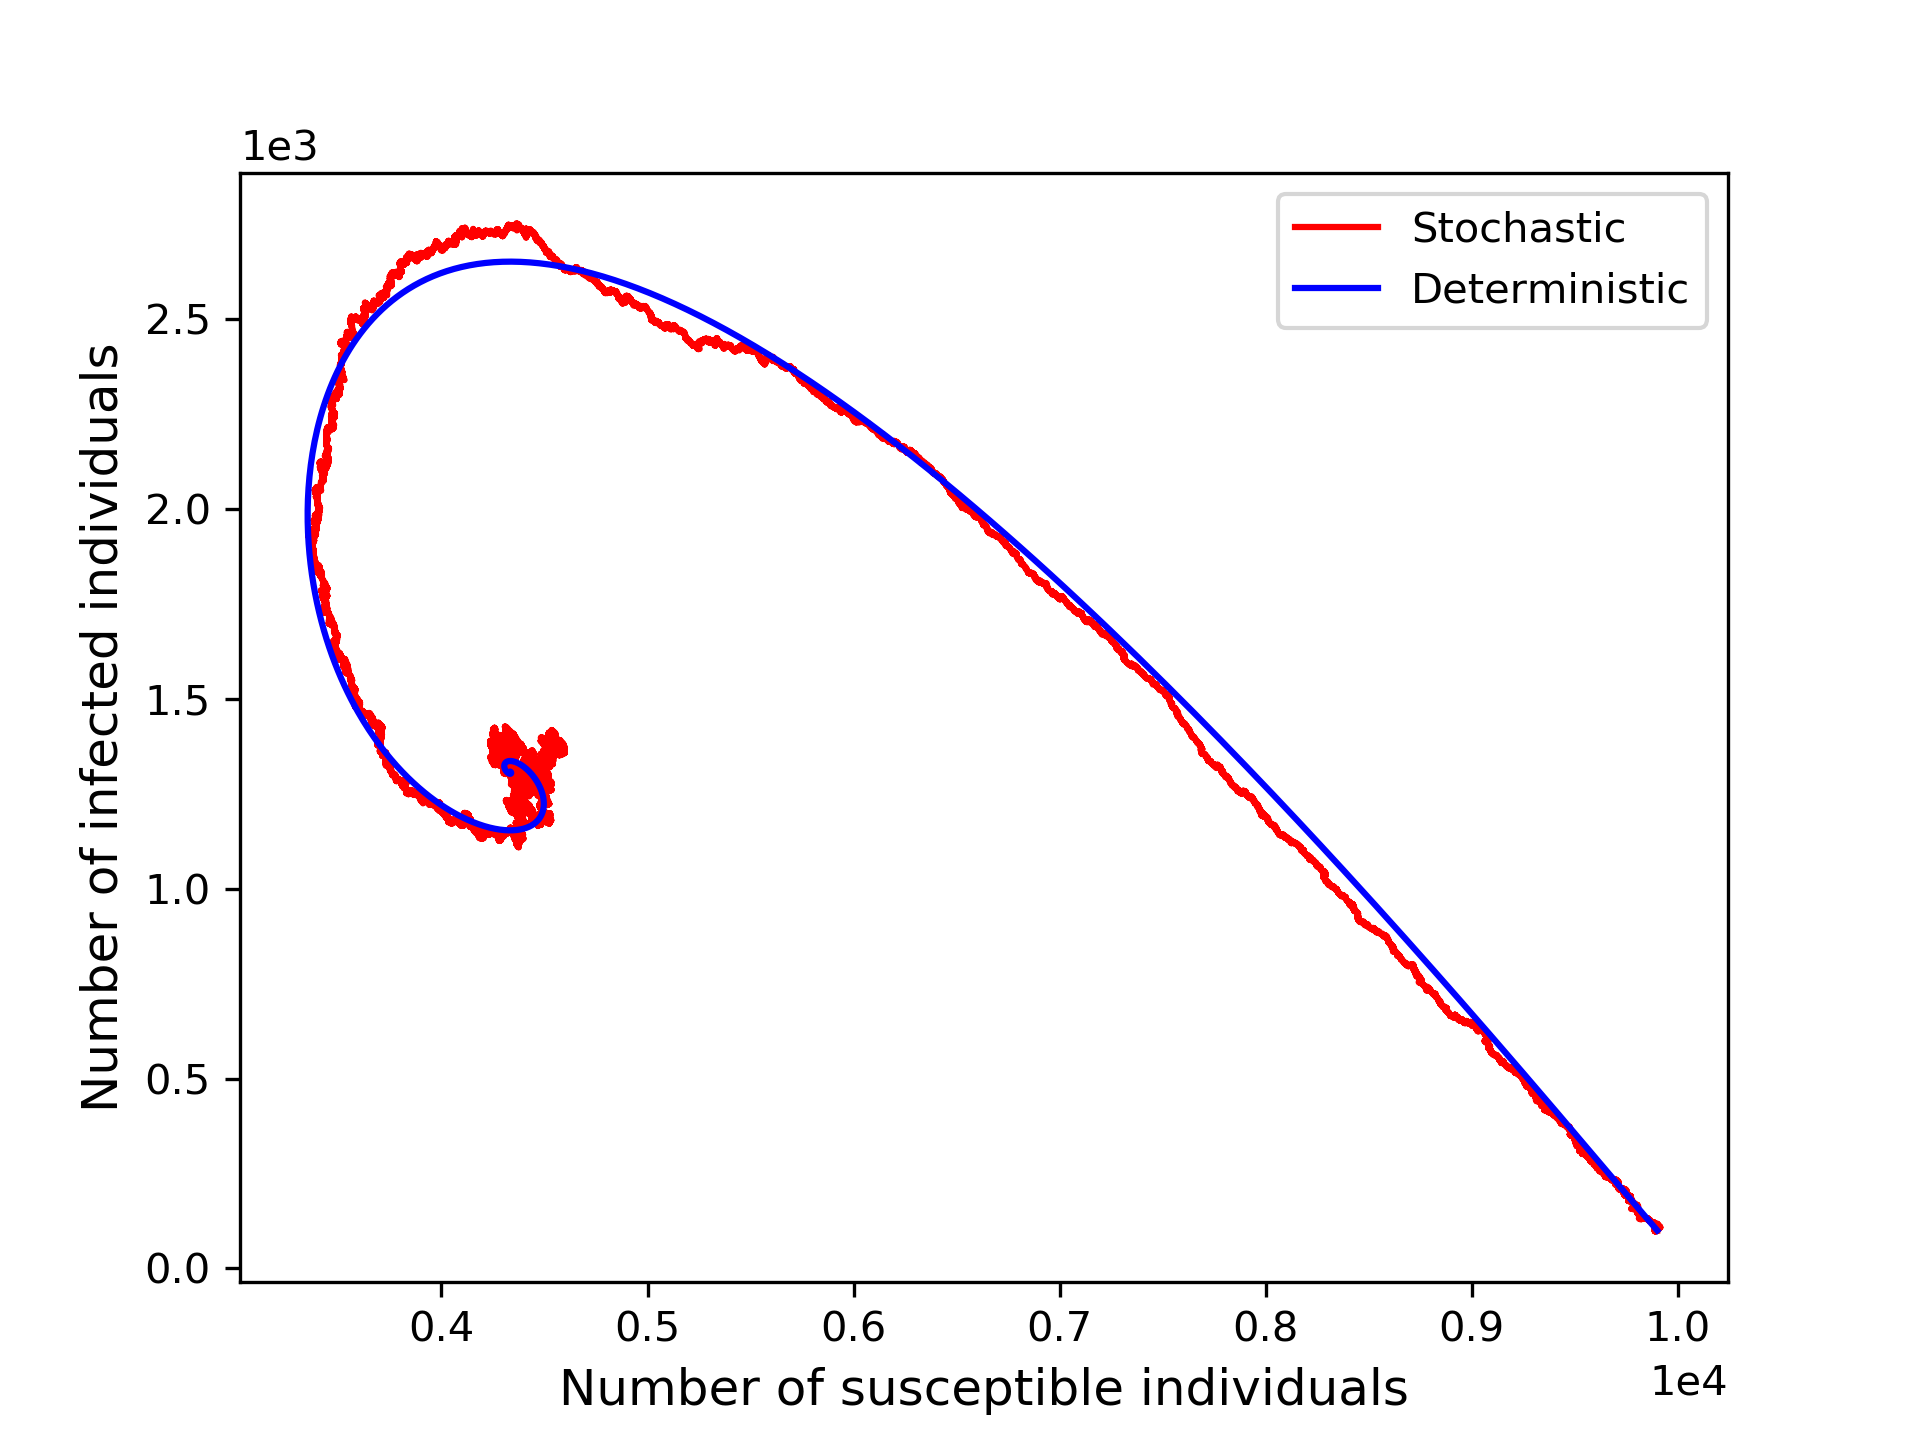 1e3
Stochastic
Deterministic
Number of infected individuals
2.5
2.0
1.5
1.0
0.5
0.0
0.4 0.5 0.6 0.7 0.8 0.9 1.0
1e4
Number of susceptible individuals